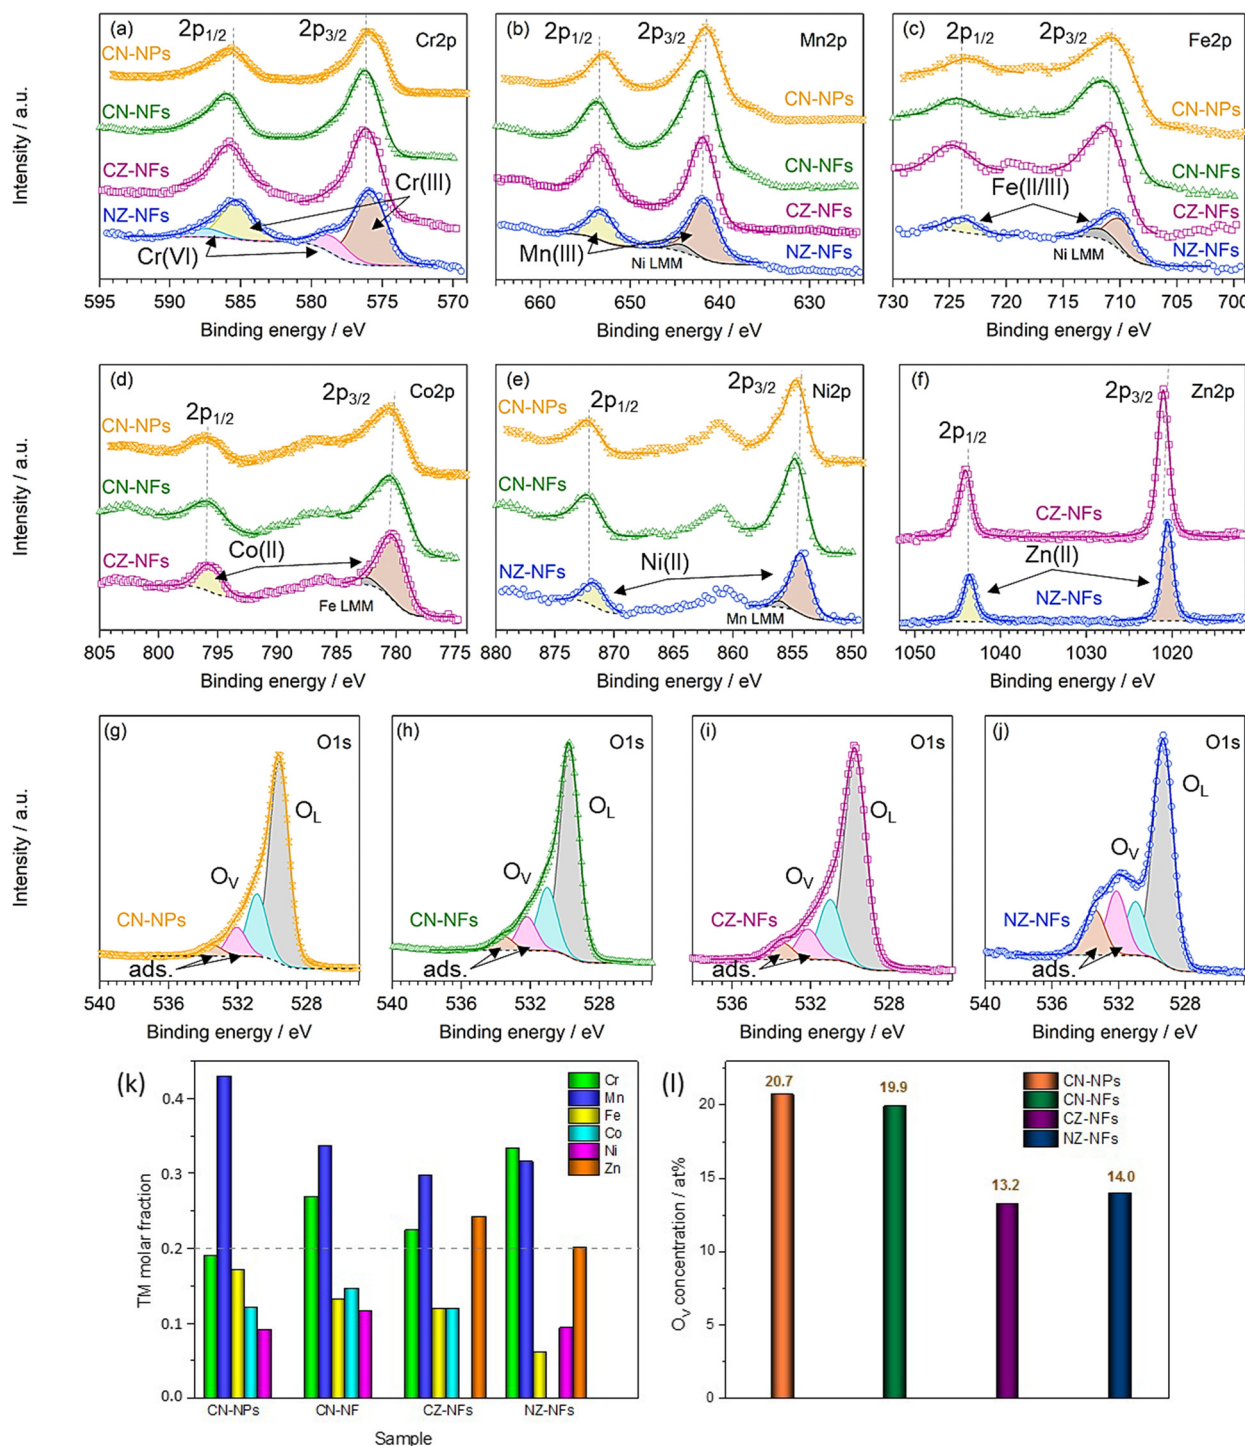 (a) 2p1/2 2p3/2 Cr2p
CN-NPs
CN-NFs
CZ-NFs
NZ-NFs
Cr(III)
Cr(VI)
595 590 585 580 575 570
Binding energy / eV
Intensity / a.u.
(b) 2p1/2 2p3/2 Mn2p
CN-NPs
CN-NFs
CZ-NFs
NZ-NFs
Mn(III)
Ni LMM
660 650 640 630
Binding energy / eV
(c) 2p1/2 2p3/2 Fe2p
CN-NPs
CN-NFs
Fe(II/III)
CZ-NFs
NZ-NFs
Ni LMM
730 725 720 715 710 705 700
Binding energy / eV
(d) 2p1/2 2p3/2 Co2p
CN-NPs
CN-NFs
CZ-NFs
Co(II)
Fe LMM
805 800 795 790 785 780 775
Binding energy / eV
Intensity / a.u.
(e) 2p1/2 2p3/2 Ni2p
CN-NPs
CN-NFs
NZ-NFs
Ni(II)
Mn LMM
880 875 870 865 860 855 850
Binding energy / eV
(f) 2p1/2 2p3/2 Zn2p
CZ-NFs
Zn(II)
NZ-NFs
1050 1040 1030 1020
Binding energy / eV
(g) O1s
OL
OV
CN-NPs
ads.
540 536 532 528
Binding energy / eV
Intensity / a.u.
(h) O1s
OL
OV
CN-NFs
ads.
540 536 532 528
Binding energy / eV
(i) O1s
OL
OV
CZ-NFs
ads.
536 532 528
Binding energy / eV
(j) O1s
OL
OV
NZ-NFs
ads.
540 536 532 528
Binding energy / eV
(k)
Cr
Mn
Fe
Co
Ni
Zn
0.4
0.3
0.2
0.1
0.0
TM molar fraction
CN-NPs CN-NF CZ-NFs NZ-NFs
Sample
(l)
CN-NPs
CN-NFs
CZ-NFs
NZ-NFs
20.7
19.9
13.2
14.0
20
15
10
5
0
OV concentration / at%